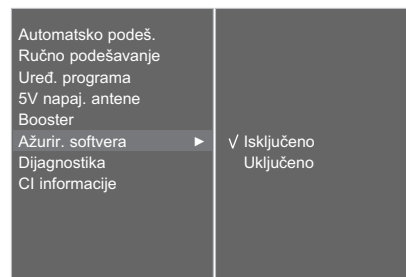 Automatsko podeš.
Ručno podešavanje
Uređ. programa
5V napaj. antene
Booster
Ažurir. softvera ►
Dijagnostika
CI informacije
√ Isključeno
Uključeno